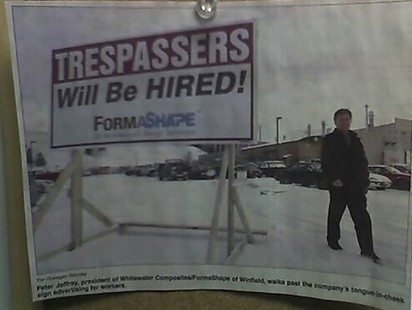 TRESPASSERS
Will Be HIRED!
FORMASHAPE
Peter Jeffrey, president of Whitewater Composites/FormaShape of Winfield, walks past the company's tongue-in-cheek
sign advertising for workers.